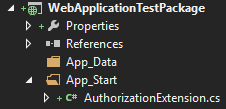 WebApplicationTestPackage
Properties
References
App_Data
App_Start
C# AuthorizationExtension.cs